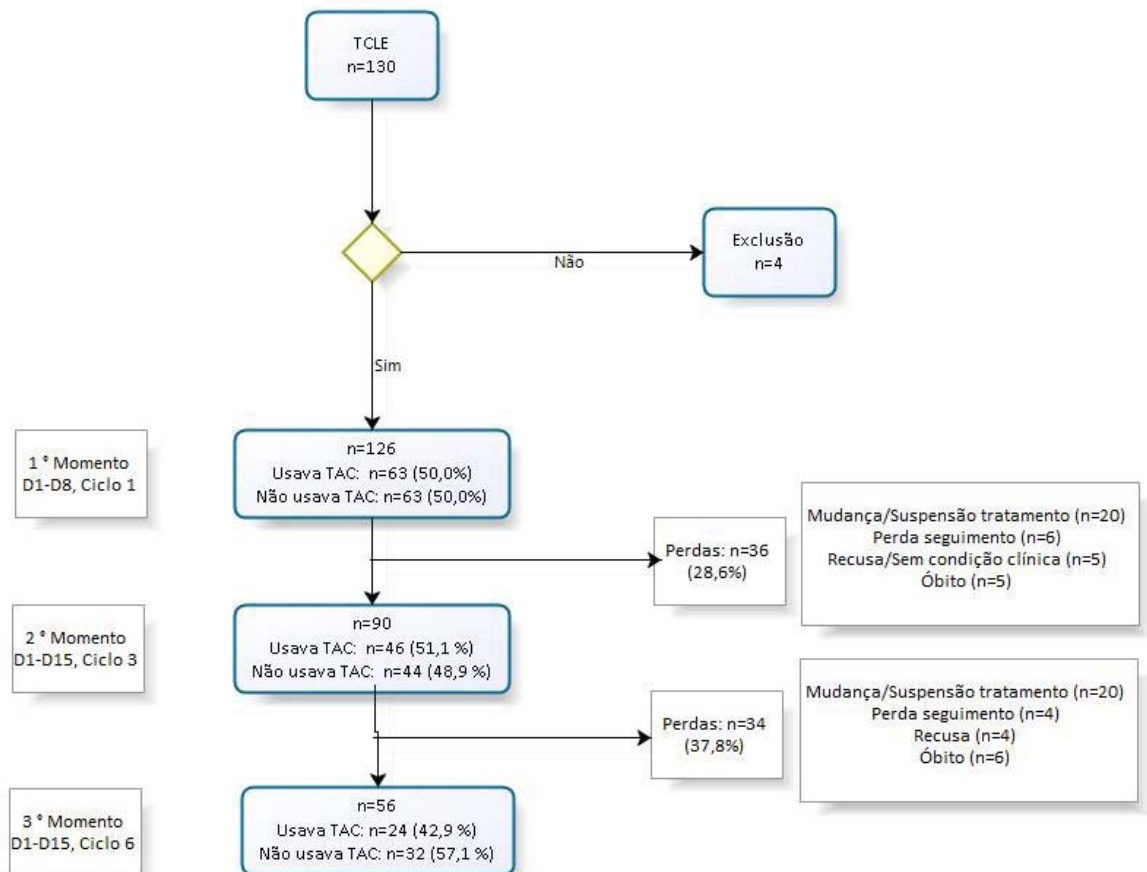 TCLE
n=130
Não
Exclusão
n=4
Sim
1 ° Momento
D1-D8, Ciclo 1
n=126
Usava TAC:  n=63 (50,0%)
Não usava TAC: n=63 (50,0%)
Perdas: n=36
(28,6%)
Mudança/Suspensão tratamento (n=20)
Perda seguimento (n=6)
Recusa/Sem condição clínica (n=5)
Óbito (n=5)
2 ° Momento
D1-D15, Ciclo 3
n=90
Usava TAC:  n=46 (51,1 %)
Não usava TAC:  n=44 (48,9 %)
Perdas: n=34
(37,8%)
Mudança/Suspensão tratamento (n=20)
Perda seguimento (n=4)
Recusa (n=4)
Óbito (n=6)
3 ° Momento
D1-D15, Ciclo 6
n=56
Usava TAC: n=24 (42,9 %)
Não usava TAC: n=32 (57,1 %)